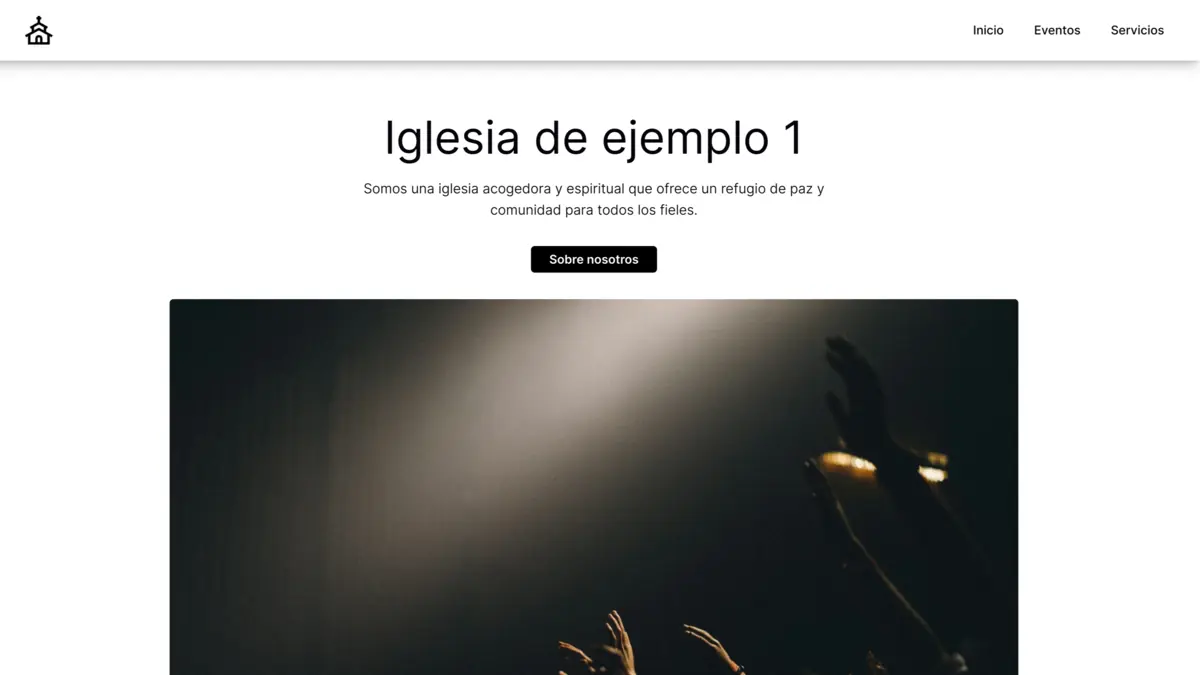 Inicio
Eventos
Servicios
Iglesia de ejemplo 1
Somos una iglesia acogedora y espiritual que ofrece un refugio de paz y
comunidad para todos los fieles.
Sobre nosotros